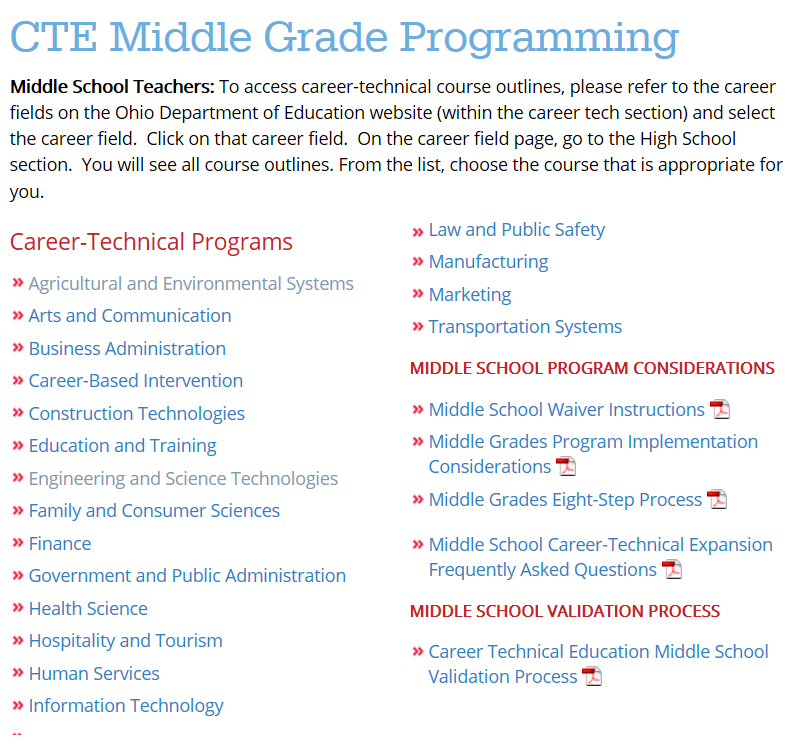 CTE Middle Grade Programming
Middle School Teachers: To access career-technical course outlines, please refer to the career
fields on the Ohio Department of Education website (within the career tech section) and select
the career field.  Click on that career field.  On the career field page, go to the High School
section.  You will see all course outlines. From the list, choose the course that is appropriate for
you.
Career-Technical Programs
Agricultural and Environmental Systems
Arts and Communication
Business Administration
Career-Based Intervention
Construction Technologies
Education and Training
Engineering and Science Technologies
Family and Consumer Sciences
Finance
Government and Public Administration
Health Science
Hospitality and Tourism
Human Services
Information Technology
Law and Public Safety
Manufacturing
Marketing
Transportation Systems
MIDDLE SCHOOL PROGRAM CONSIDERATIONS
Middle School Waiver Instructions
Middle Grades Program Implementation
Considerations
Middle Grades Eight-Step Process
Middle School Career-Technical Expansion
Frequently Asked Questions
MIDDLE SCHOOL VALIDATION PROCESS
Career Technical Education Middle School
Validation Process